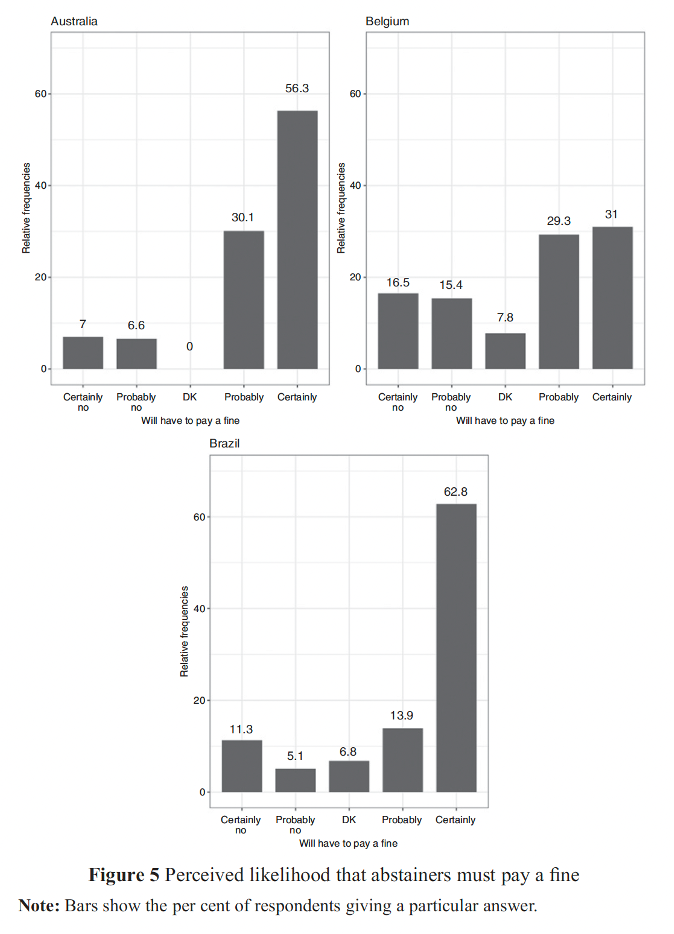 Australia
Relative frequencies
60
40
20
0
7
6.6
0
30.1
56.3
Certainly no
Probably no
DK
Probably
Certainly
Will have to pay a fine
Belgium
Relative frequencies
60
40
20
0
16.5
15.4
7.8
29.3
31
Certainly no
Probably no
DK
Probably
Certainly
Will have to pay a fine
Brazil
Relative frequencies
60
40
20
0
11.3
5.1
6.8
13.9
62.8
Certainly no
Probably no
DK
Probably
Certainly
Will have to pay a fine
Figure 5 Perceived likelihood that abstainers must pay a fine
Note: Bars show the per cent of respondents giving a particular answer.